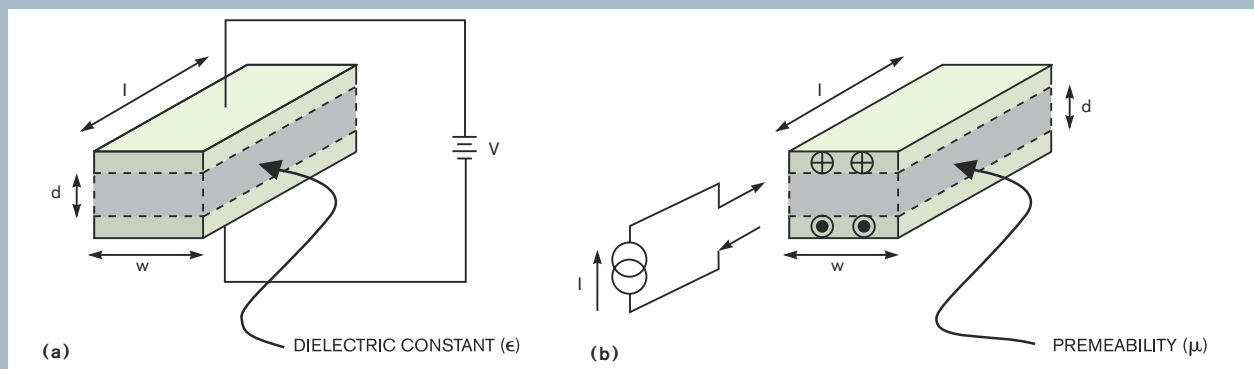 l
d
w
V
(a)
DIELECTRIC CONSTANT (ϵ)
l
d
w
I
(b)
PREMEABILITY (μ)